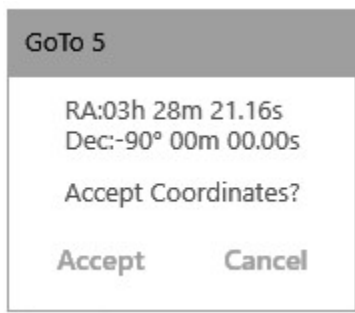 GoTo 5
RA:03h 28m 21.16s
Dec:-90° 00m 00.00s
Accept Coordinates?
Accept Cancel